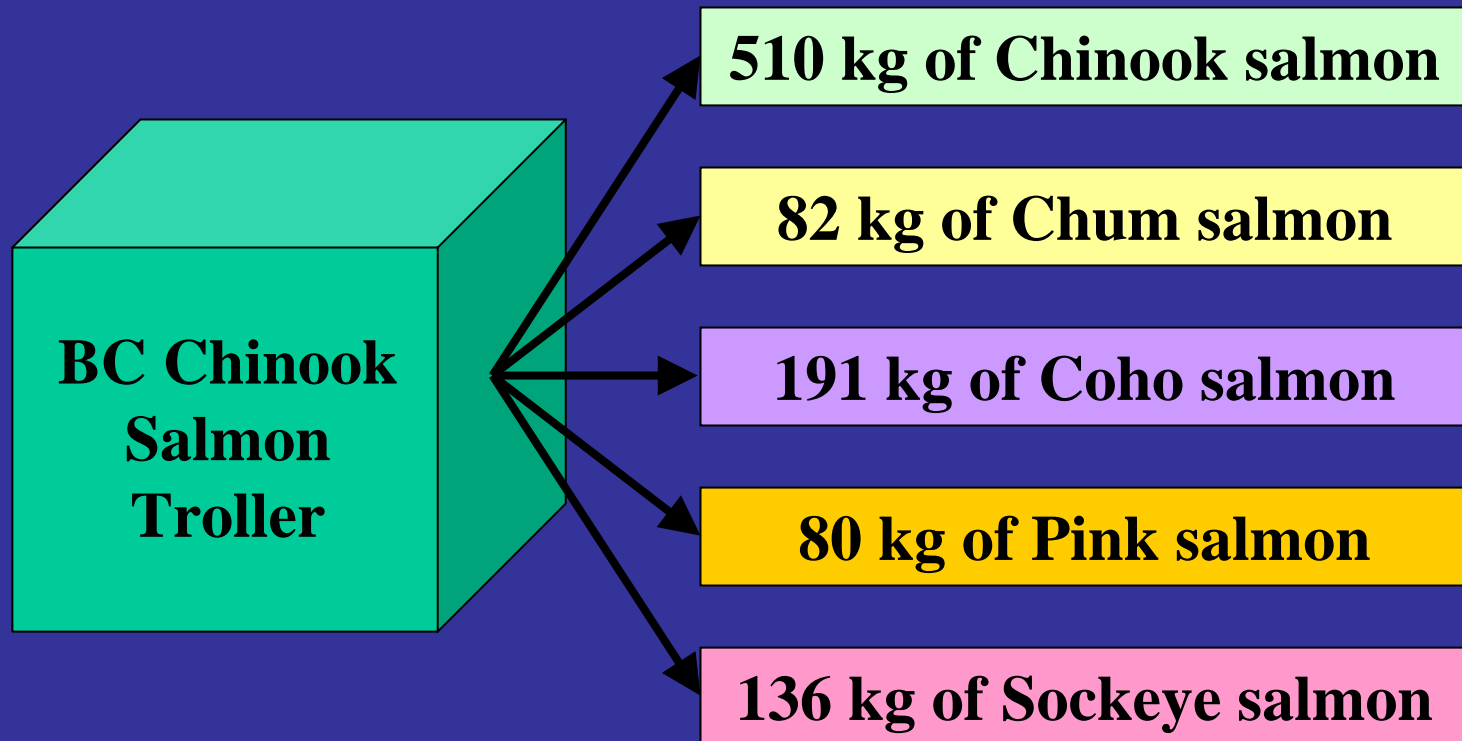 510 kg of Chinook salmon
82 kg of Chum salmon
BC Chinook
Salmon
Troller
191 kg of Coho salmon
80 kg of Pink salmon
136 kg of Sockeye salmon